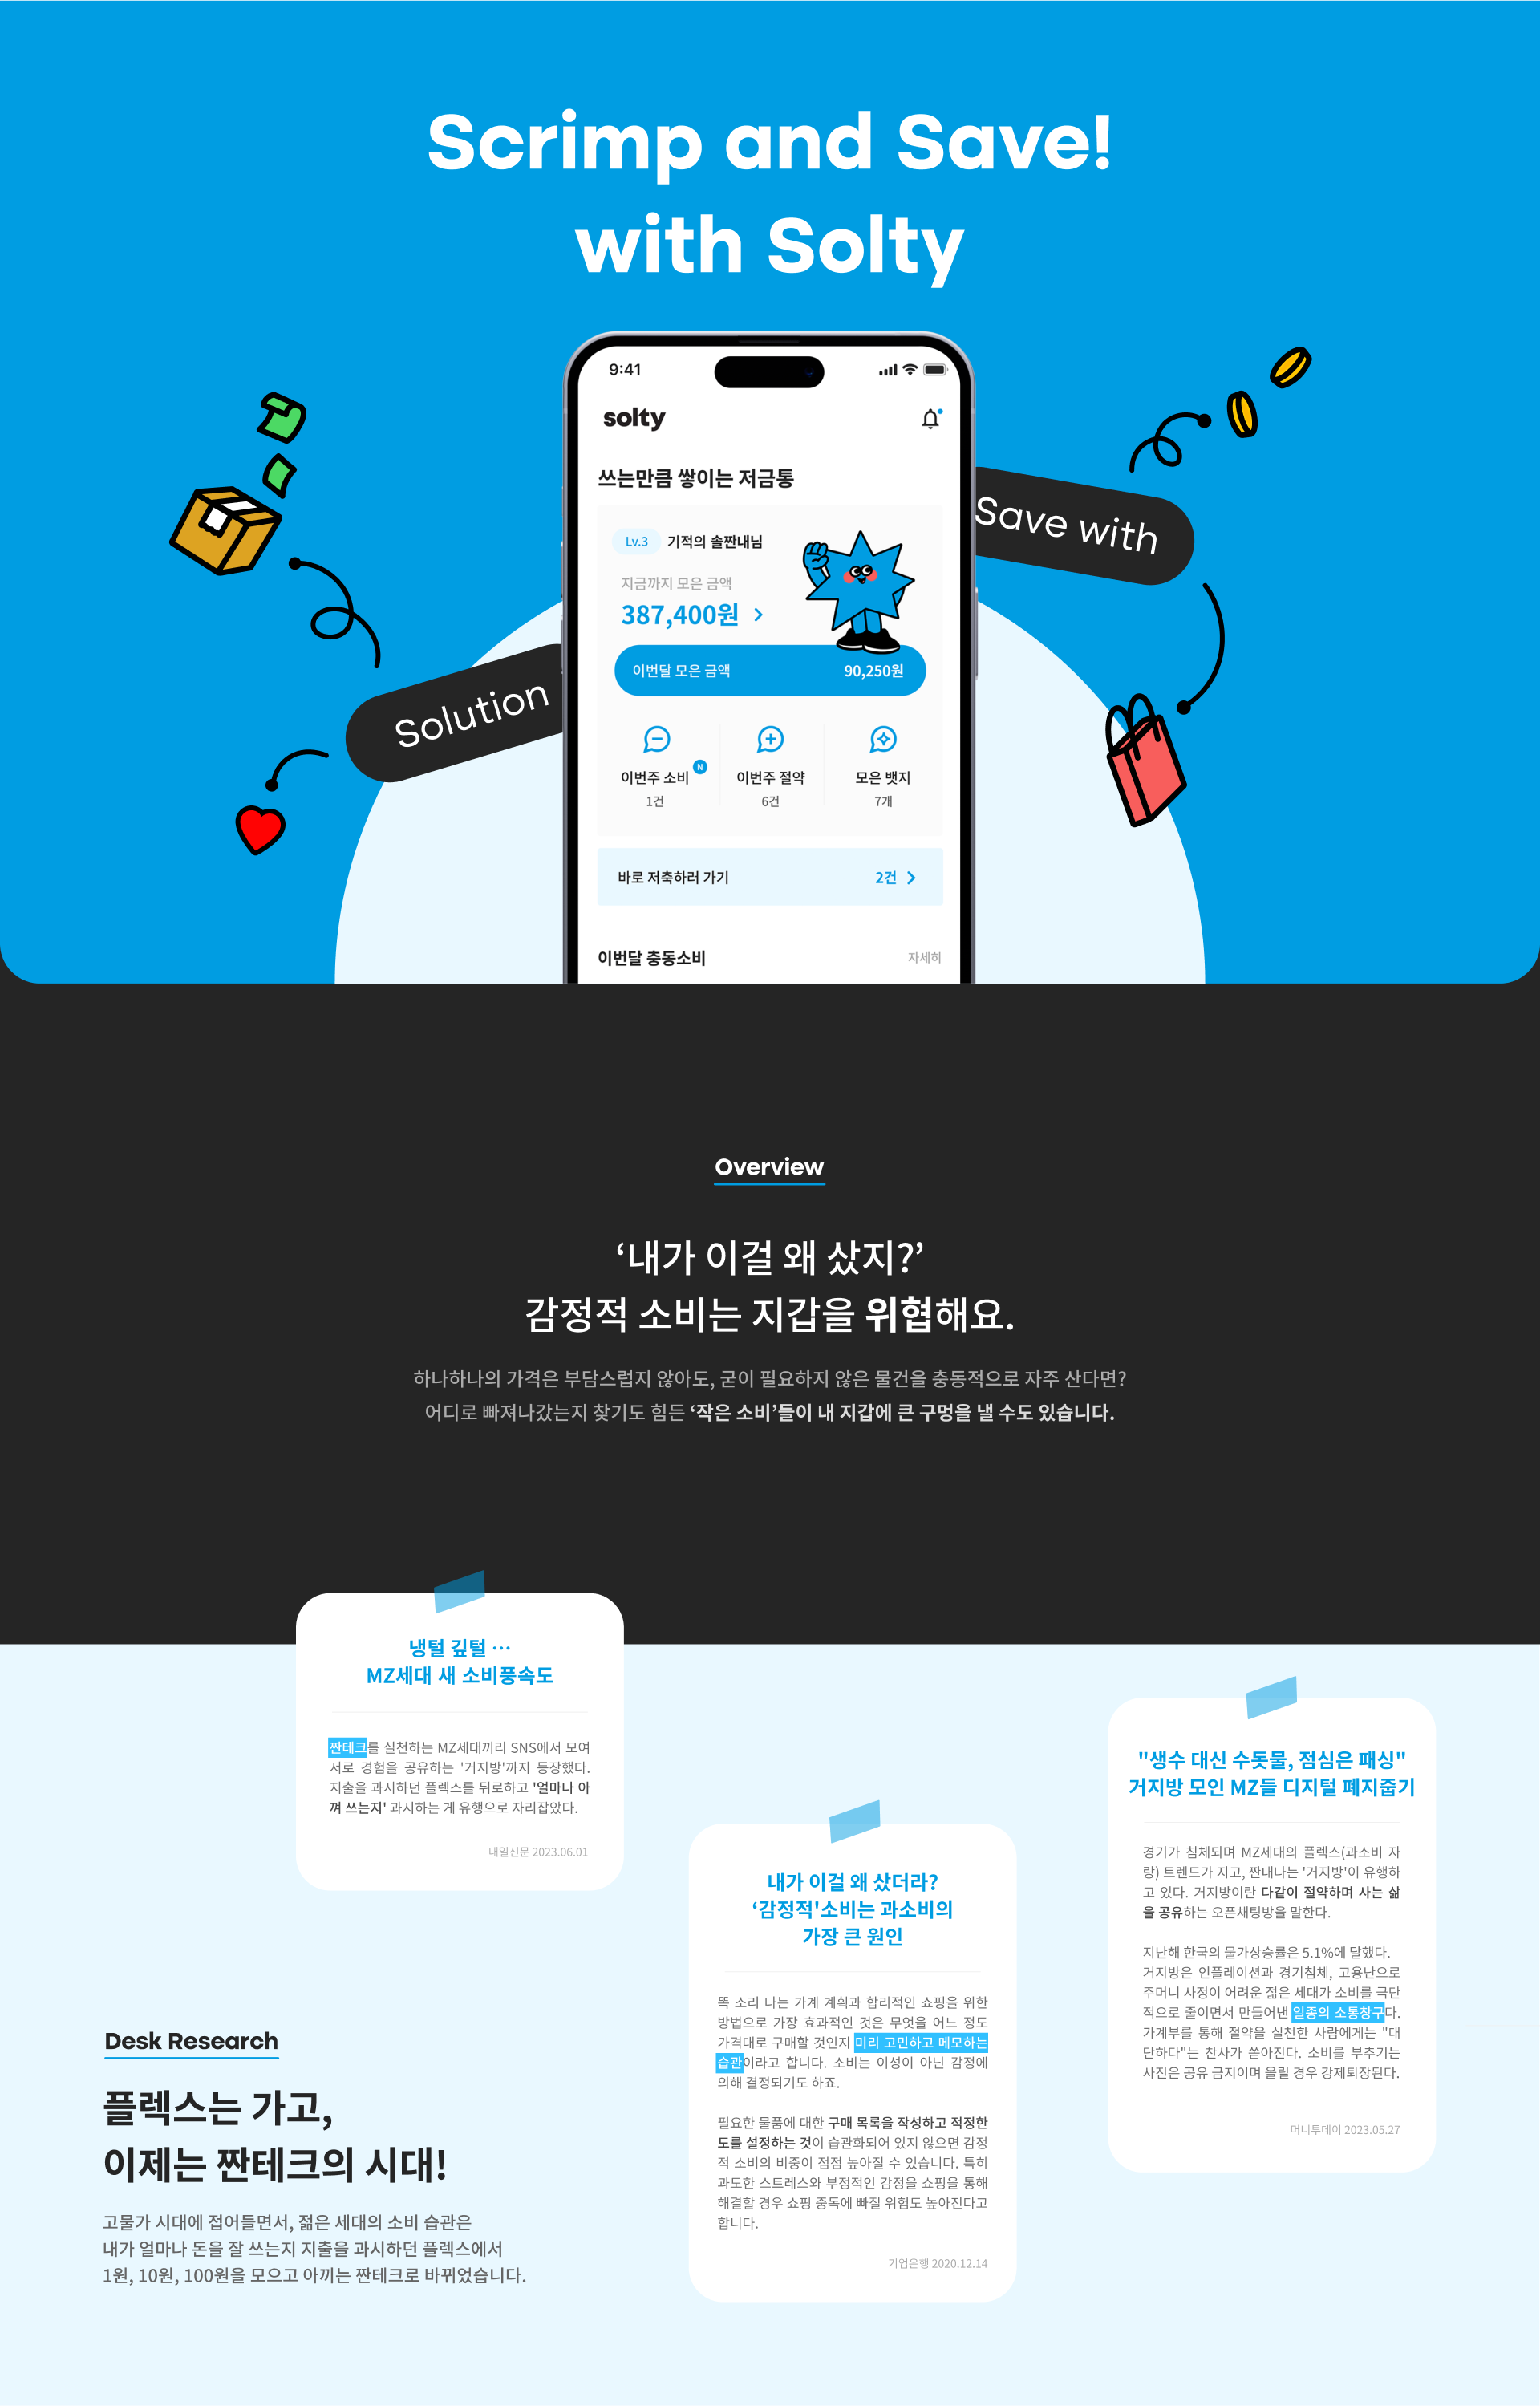 Scrimp and Save!
with Solty
9:41
solty
쓰는만큼 쌓이는 저금통
Lv.3 기적의 솔짠내님
지금까지 모은 금액
387,400원
이번달 모은 금액 90,250원
이번주 소비 N
1건
이번주 절약
6건
모은 뱃지
7개
바로 저축하러 가기 2건
이번달 충동소비 자세히
Solution
Save with
Overview
‘내가 이걸 왜 샀지?’
감정적 소비는 지갑을 위협해요.
하나하나의 가격은 부담스럽지 않아도, 굳이 필요하지 않은 물건을 충동적으로 자주 산다면?
어디로 빠져나갔는지 찾기도 힘든 ‘작은 소비’들이 내 지갑에 큰 구멍을 낼 수도 있습니다.
냉털 깊털 …
MZ세대 새 소비풍속도
짠테크를 실천하는 MZ세대끼리 SNS에서 모여
서로 경험을 공유하는 '거지방'까지 등장했다.
지출을 과시하던 플렉스를 뒤로하고 '얼마나 아
껴 쓰는지' 과시하는 게 유행으로 자리잡았다.
내일신문 2023.06.01
내가 이걸 왜 샀더라?
‘감정적'소비는 과소비의
가장 큰 원인
똑 소리 나는 가계 계획과 합리적인 쇼핑을 위한
방법으로 가장 효과적인 것은 무엇을 어느 정도
가격대로 구매할 것인지 미리 고민하고 메모하는
습관이라고 합니다. 소비는 이성이 아닌 감정에
의해 결정되기도 하죠.
필요한 물품에 대한 구매 목록을 작성하고 적정한
도를 설정하는 것이 습관화되어 있지 않으면 감정
적 소비의 비중이 점점 높아질 수 있습니다. 특히
과도한 스트레스와 부정적인 감정을 쇼핑을 통해
해결할 경우 쇼핑 중독에 빠질 위험도 높아진다고
합니다.
기업은행 2020.12.14
"생수 대신 수돗물, 점심은 패싱"
거지방 모인 MZ들 디지털 폐지줍기
경기가 침체되며 MZ세대의 플렉스(과소비 자
랑) 트렌드가 지고, 짠내나는 '거지방'이 유행하
고 있다. 거지방이란 다같이 절약하며 사는 삶
을 공유하는 오픈채팅방을 말한다.
지난해 한국의 물가상승률은 5.1%에 달했다.
거지방은 인플레이션과 경기침체, 고용난으로
주머니 사정이 어려운 젊은 세대가 소비를 극단
적으로 줄이면서 만들어낸 일종의 소통창구다.
가계부를 통해 절약을 실천한 사람에게는 "대
단하다"는 찬사가 쏟아진다. 소비를 부추기는
사진은 공유 금지이며 올릴 경우 강제퇴장된다.
머니투데이 2023.05.27
Desk Research
플렉스는 가고,
이제는 짠테크의 시대!
고물가 시대에 접어들면서, 젊은 세대의 소비 습관은
내가 얼마나 돈을 잘 쓰는지 지출을 과시하던 플렉스에서
1원, 10원, 100원을 모으고 아끼는 짠테크로 바뀌었습니다.